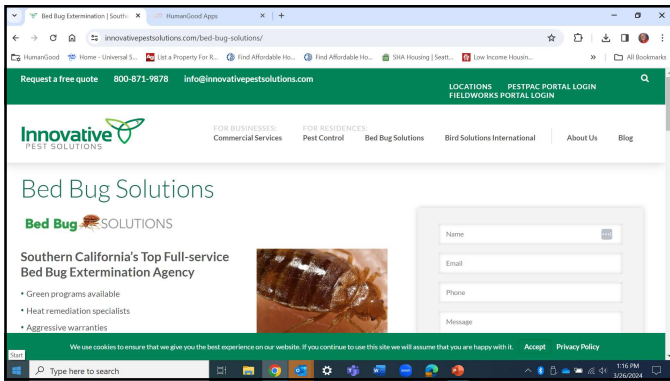 Bed Bug Extermination | Southe
HumanGood Apps
innovativepestsolutions.com/bed-bug-solutions/
HumanGood
Home - Universal S...
List a Property For R...
Find Affordable Ho...
Find Affordable Ho...
SHA Housing | Seatt...
Low Income Housin...
All Bookmarks
Request a free quote 800-871-9878 info@innovativepestsolutions.com
LOCATIONS PESTPAC PORTAL LOGIN
FIELDWORKS PORTAL LOGIN
Innovative
PEST SOLUTIONS
FOR BUSINESSES: FOR RESIDENCES:
Commercial Services Pest Control Bed Bug Solutions Bird Solutions International About Us Blog
Bed Bug Solutions
Bed Bug SOLUTIONS
Southern California's Top Full-service
Bed Bug Extermination Agency
• Green programs available
• Heat remediation specialists
• Aggressive warranties
Name
Email
Phone
Message
We use cookies to ensure that we give you the best experience on our website. If you continue to use this site we will assume that you are happy with it. Accept Privacy Policy
Start
Type here to search
1:16 PM
3/26/2024